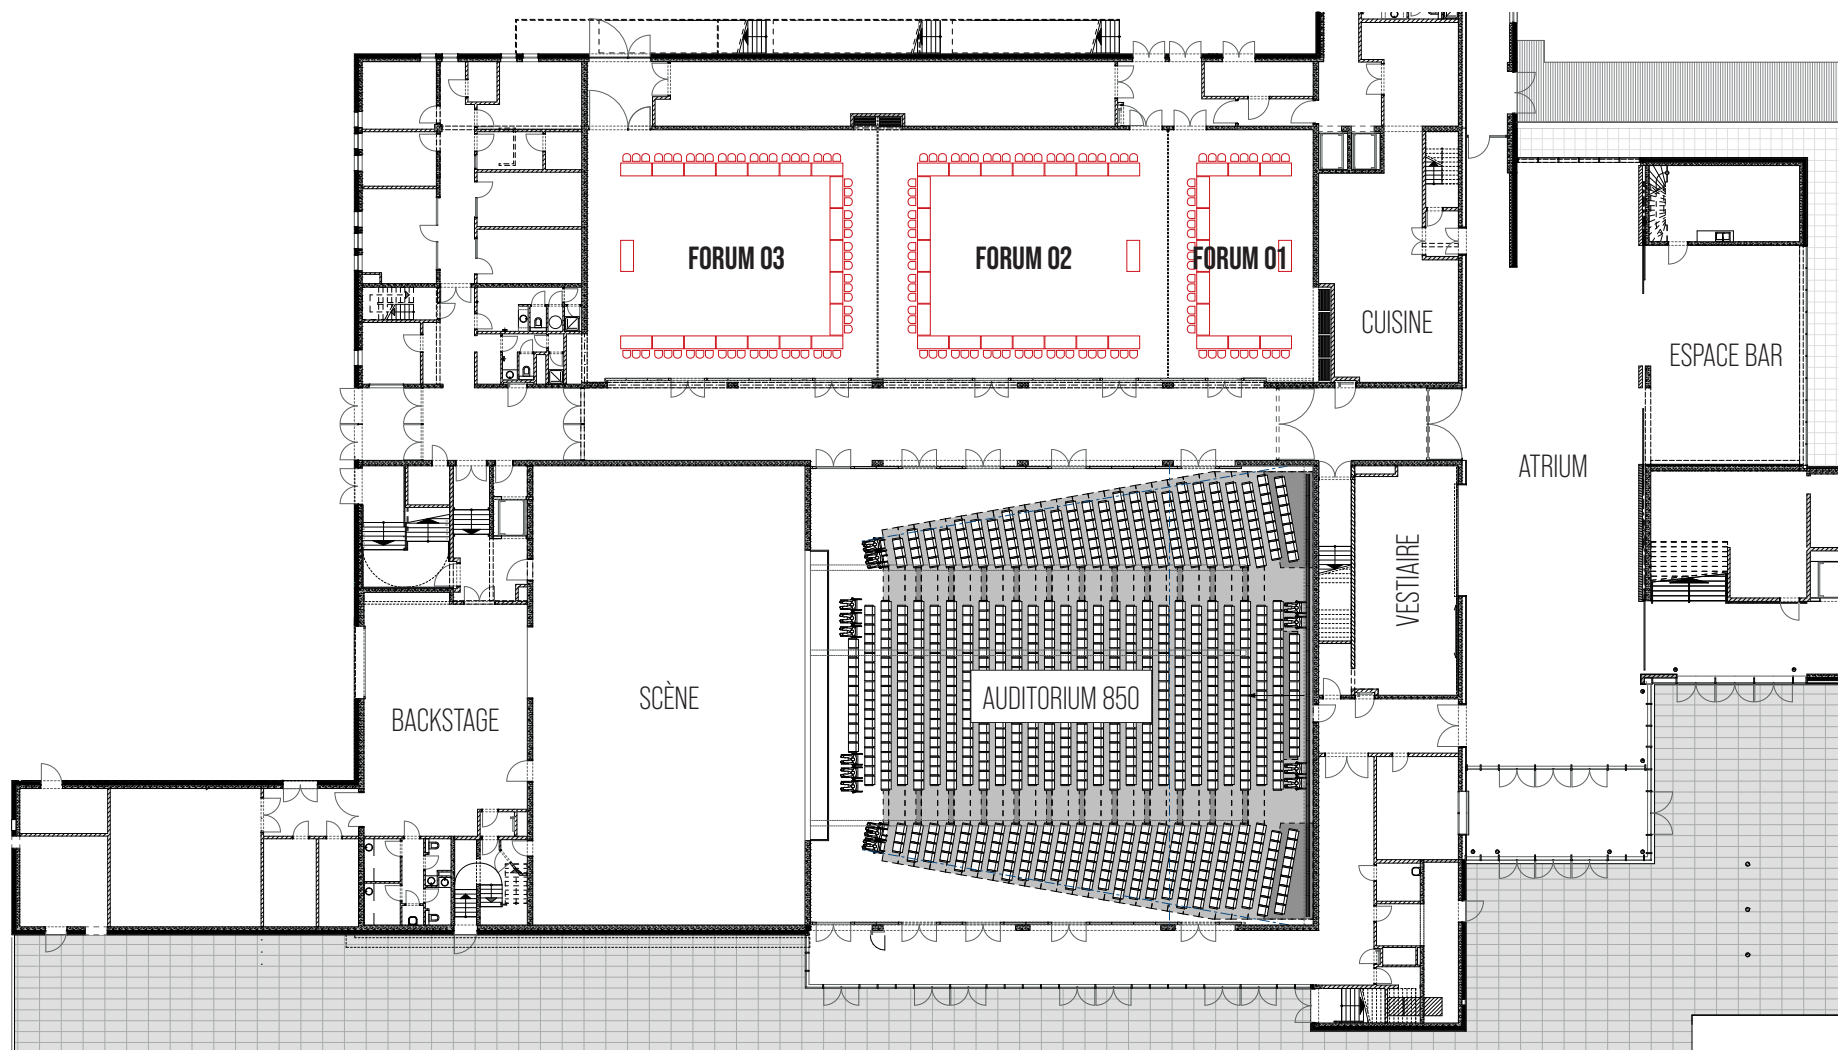 FORUM 03
FORUM 02
FORUM 01
CUISINE
ESPACE BAR
ATRIUM
VESTIAIRE
SCÈNE
AUDITORIUM 850
BACKSTAGE